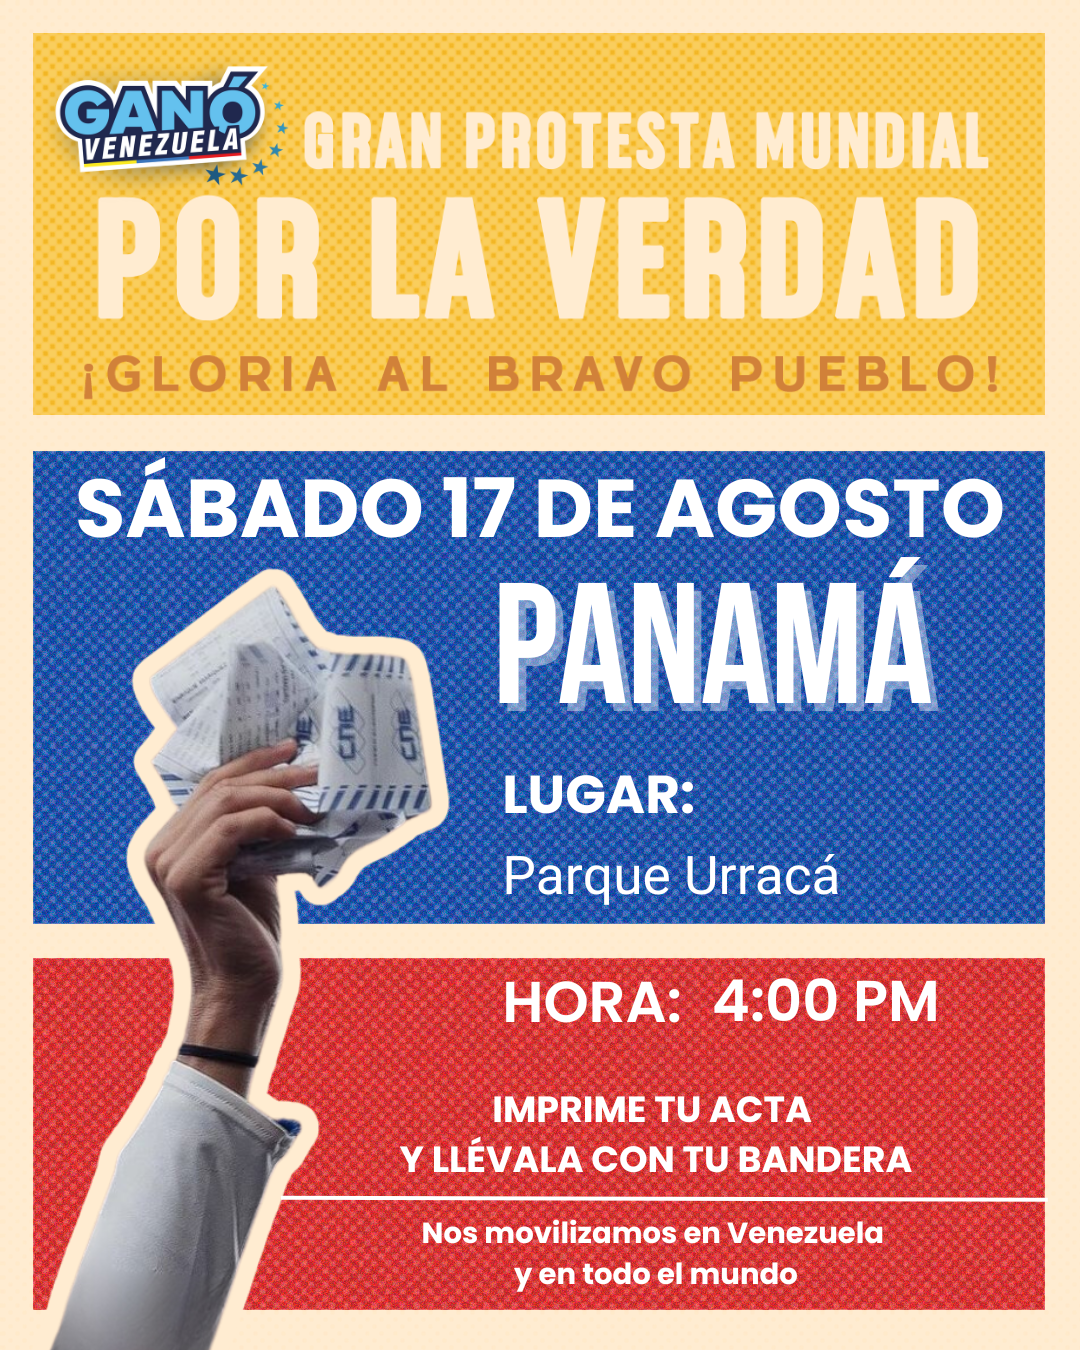 GANÓ
VENEZUELA
GRAN PROTESTA MUNDIAL
POR LA VERDAD
¡GLORIA AL BRAVO PUEBLO!
SÁBADO 17 DE AGOSTO
PANAMÁ
CNE
CNE
LUGAR:
Parque Urracá
HORA: 4:00 PM
IMPRIME TU ACTA
Y LLÉVALA CON TU BANDERA
Nos movilizamos en Venezuela
y en todo el mundo